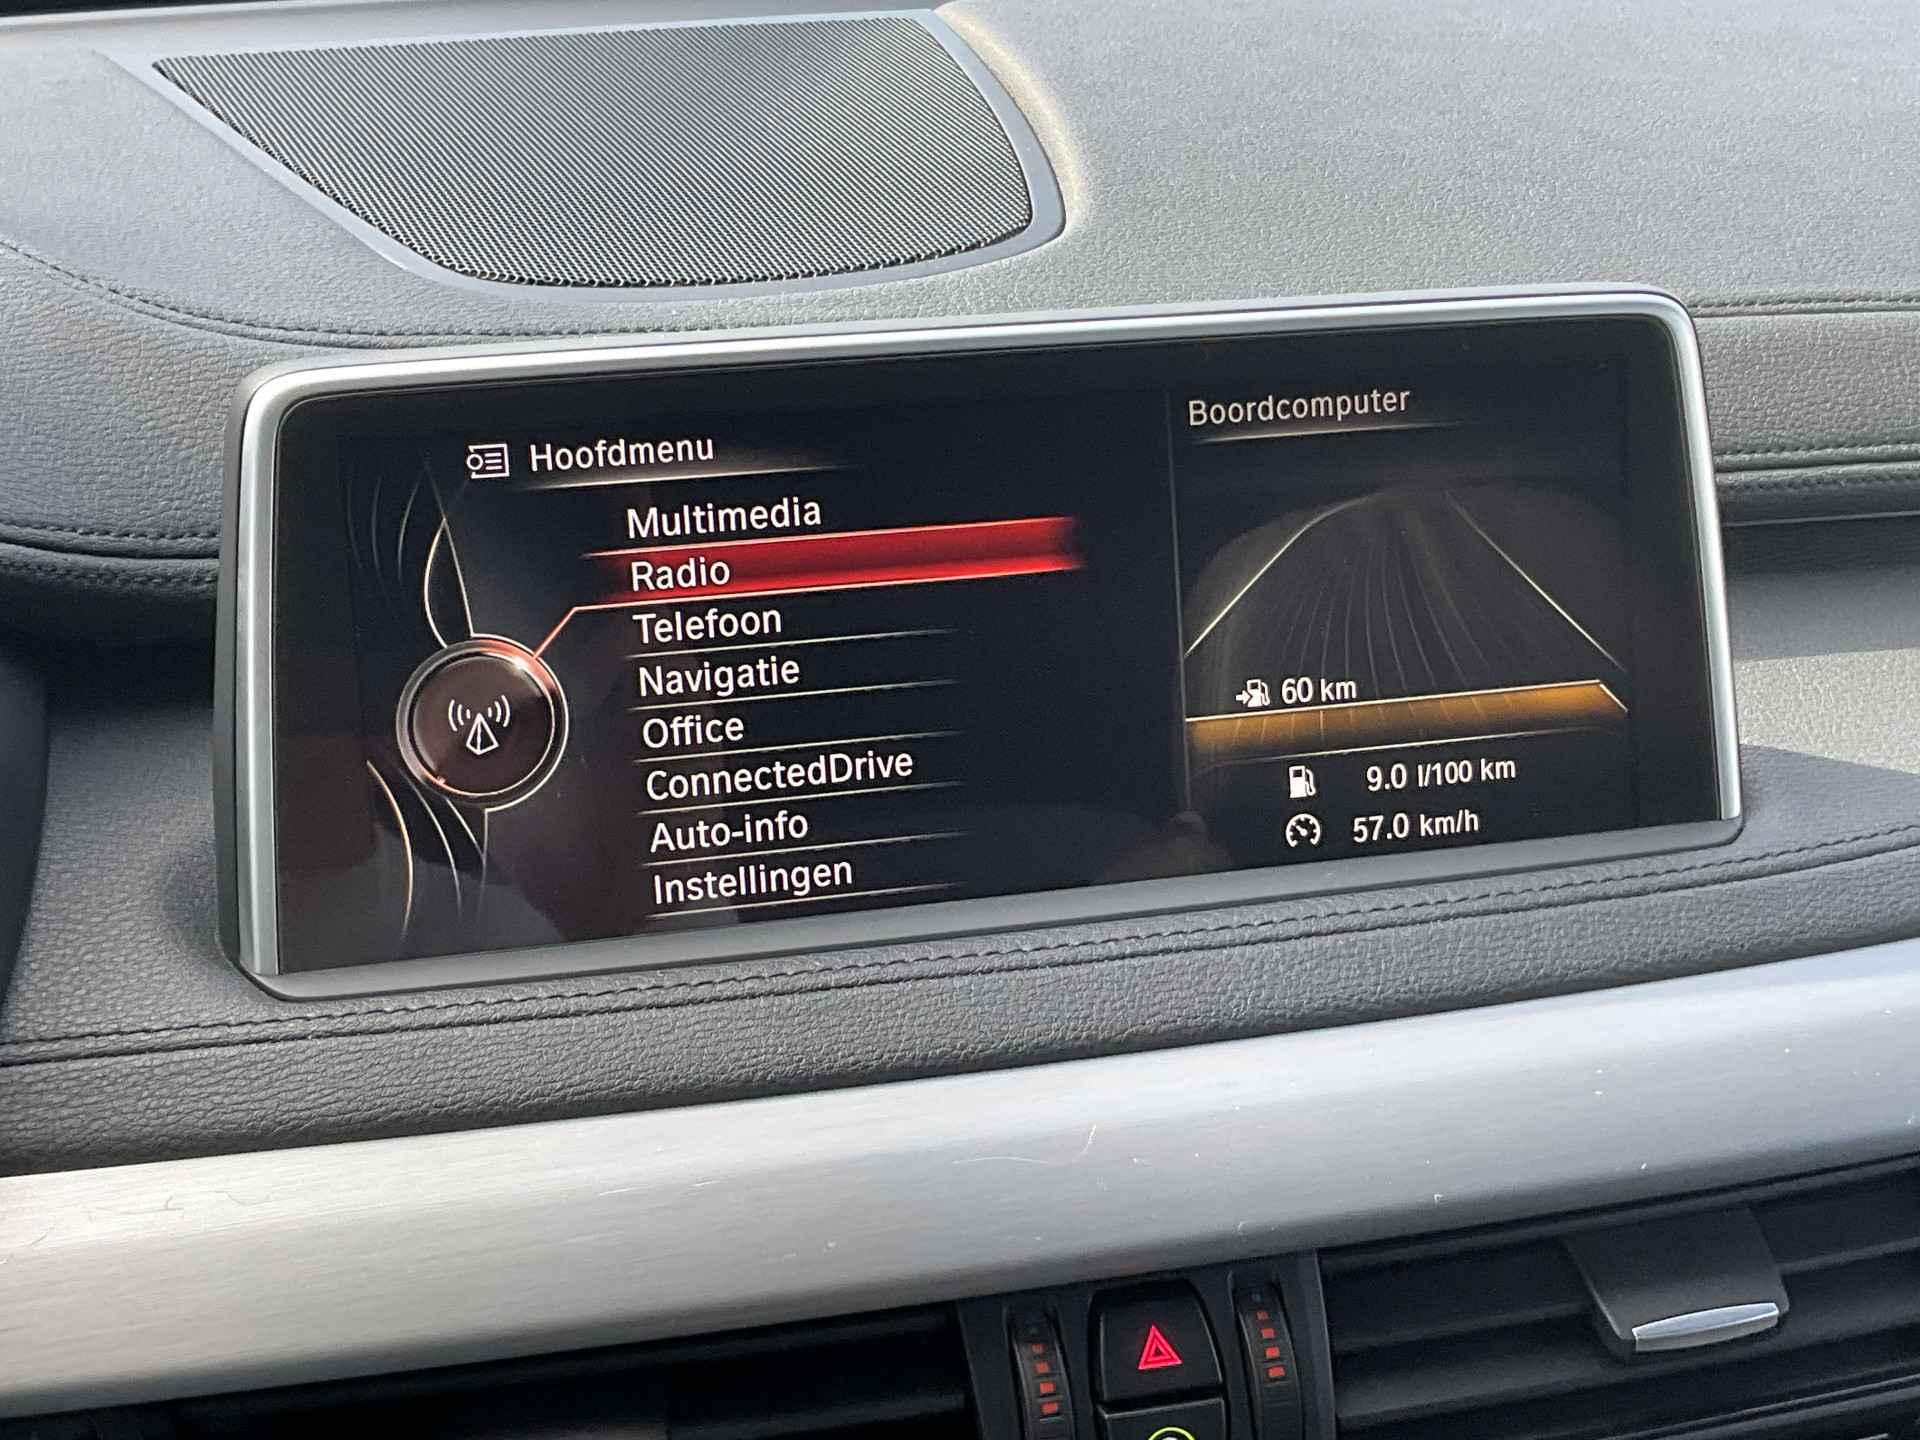 Hoofdmenu
Multimedia
Radio
Telefoon
Navigatie
Office
ConnectedDrive
Auto-info
Instellingen
Boordcomputer
60 km
9.0 l/100 km
57.0 km/h